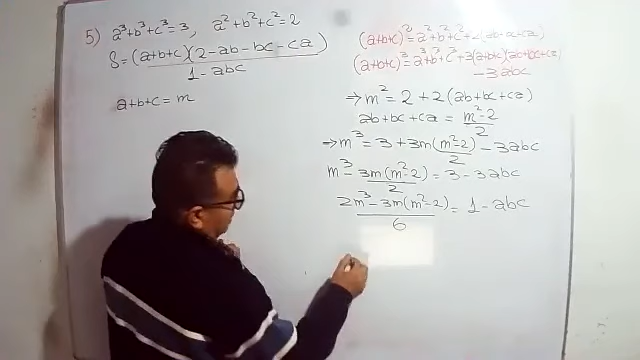 5) a³+b³+c³=3, a²+b²+c²=2
S=(a+b+c)(2-ab-bc-ca)
1-abc
a+b+c=m
(a+b+c)²=a²+b²+c²+2(ab+bc+ca)
(a+b+c)³=a³+b³+c³+3(a+b+c)(ab+bc+ca)
-3abc
⇒m²=2+2(ab+bc+ca)
ab+bc+ca=m²-2
2
⇒m³=3+3m(m²-2)-3abc
2
m³-3m(m²-2)=3-3abc
2
2m³-3m(m²-2)=1-abc
6